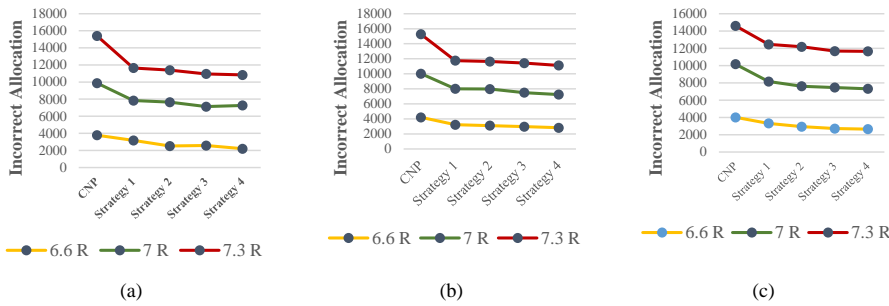 Incorrect Allocation
18000
16000
14000
12000
10000
8000
6000
4000
2000
0
CNP
Strategy 1
Strategy 2
Strategy 3
Strategy 4
6.6 R 7 R 7.3 R
(a)
Incorrect Allocation
18000
16000
14000
12000
10000
8000
6000
4000
2000
0
CNP
Strategy 1
Strategy 2
Strategy 3
Strategy 4
6.6 R 7 R 7.3 R
(b)
Incorrect Allocation
16000
14000
12000
10000
8000
6000
4000
2000
0
CNP
Strategy 1
Strategy 2
Strategy 3
Strategy 4
6.6 R 7 R 7.3 R
(c)